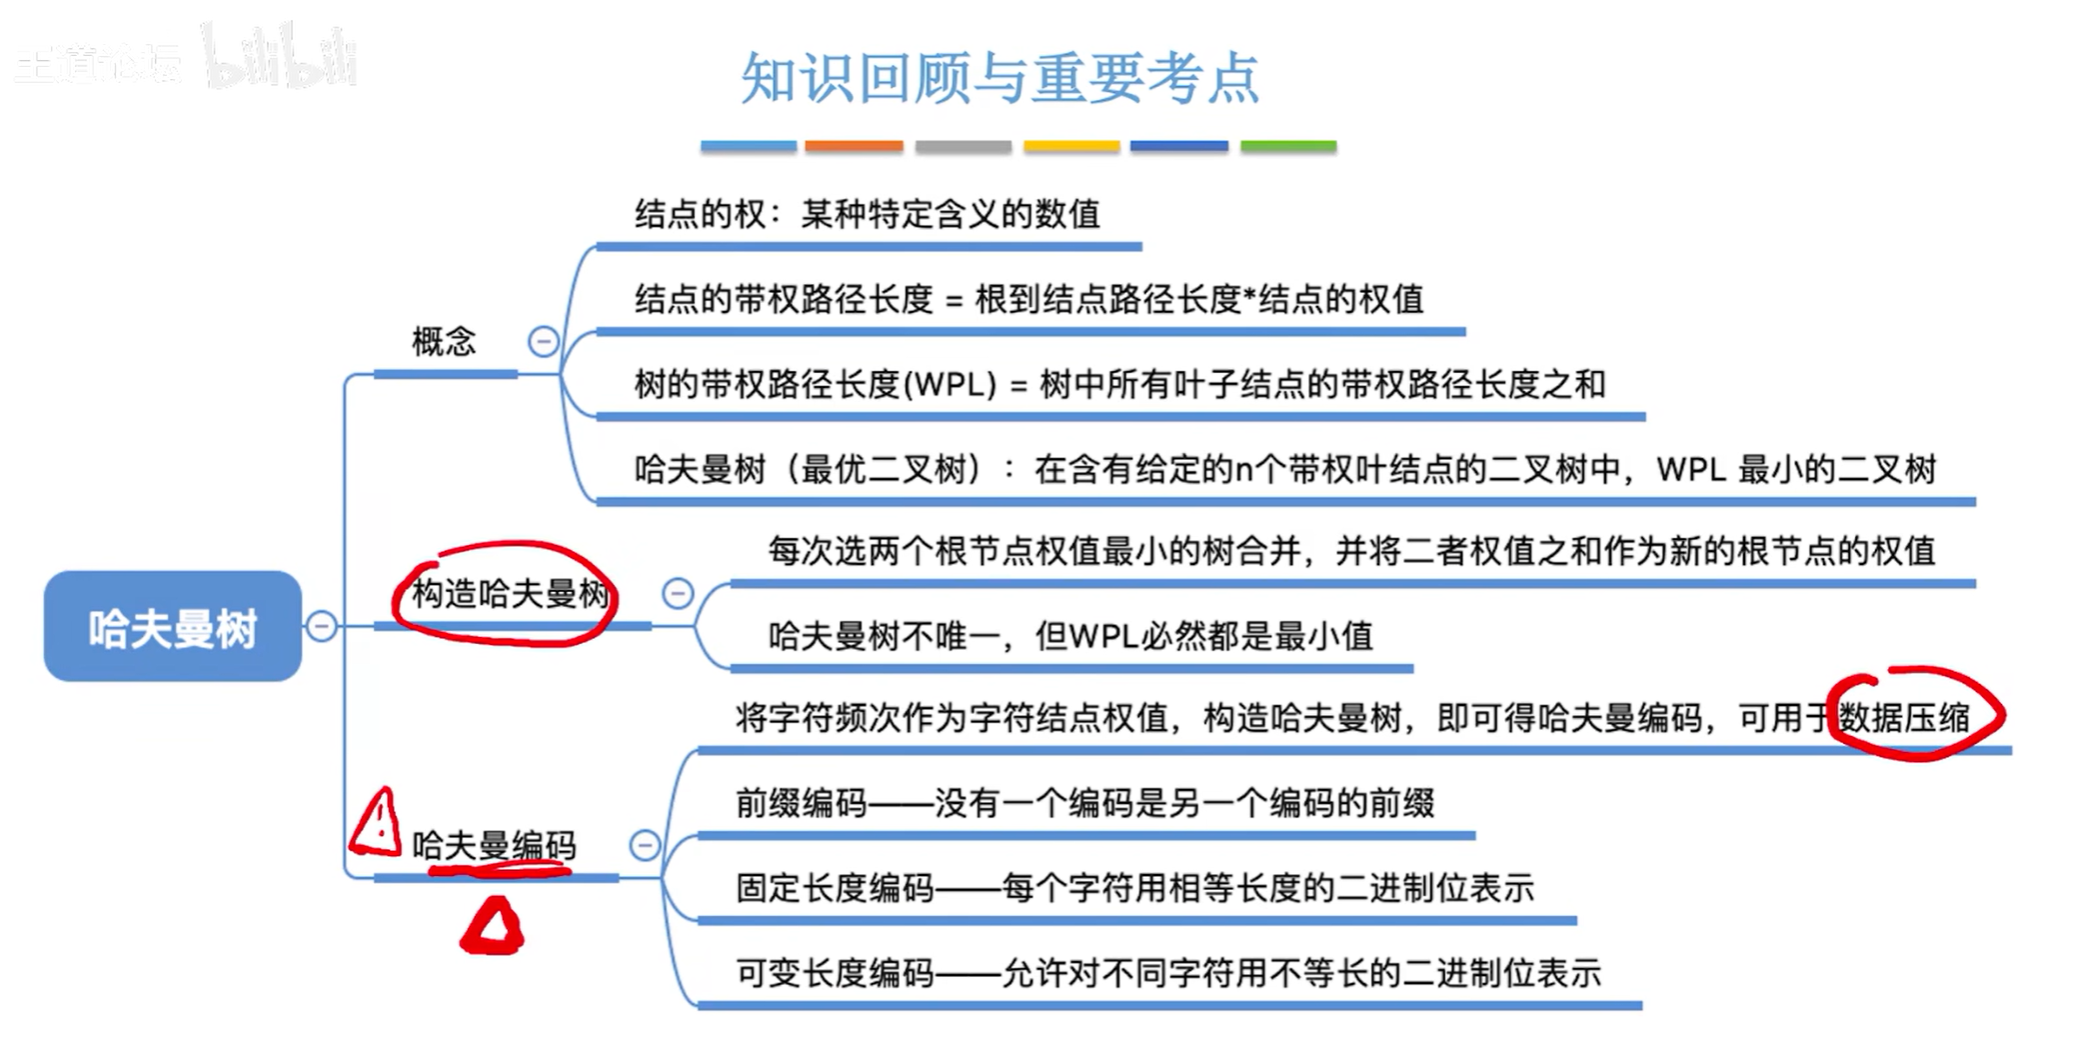 王道论坛 bilibili
知识回顾与重要考点
结点的权：某种特定含义的数值
结点的带权路径长度 = 根到结点路径长度*结点的权值
概念
树的带权路径长度(WPL) = 树中所有叶子结点的带权路径长度之和
哈夫曼树（最优二叉树）：在含有给定的n个带权叶结点的二叉树中，WPL 最小的二叉树
每次选两个根节点权值最小的树合并，并将二者权值之和作为新的根节点的权值
构造哈夫曼树
哈夫曼树
哈夫曼树不唯一，但WPL必然都是最小值
将字符频次作为字符结点权值，构造哈夫曼树，即可得哈夫曼编码，可用于数据压缩
前缀编码——没有一个编码是另一个编码的前缀
哈夫曼编码
固定长度编码——每个字符用相等长度的二进制位表示
可变长度编码——允许对不同字符用不等长的二进制位表示